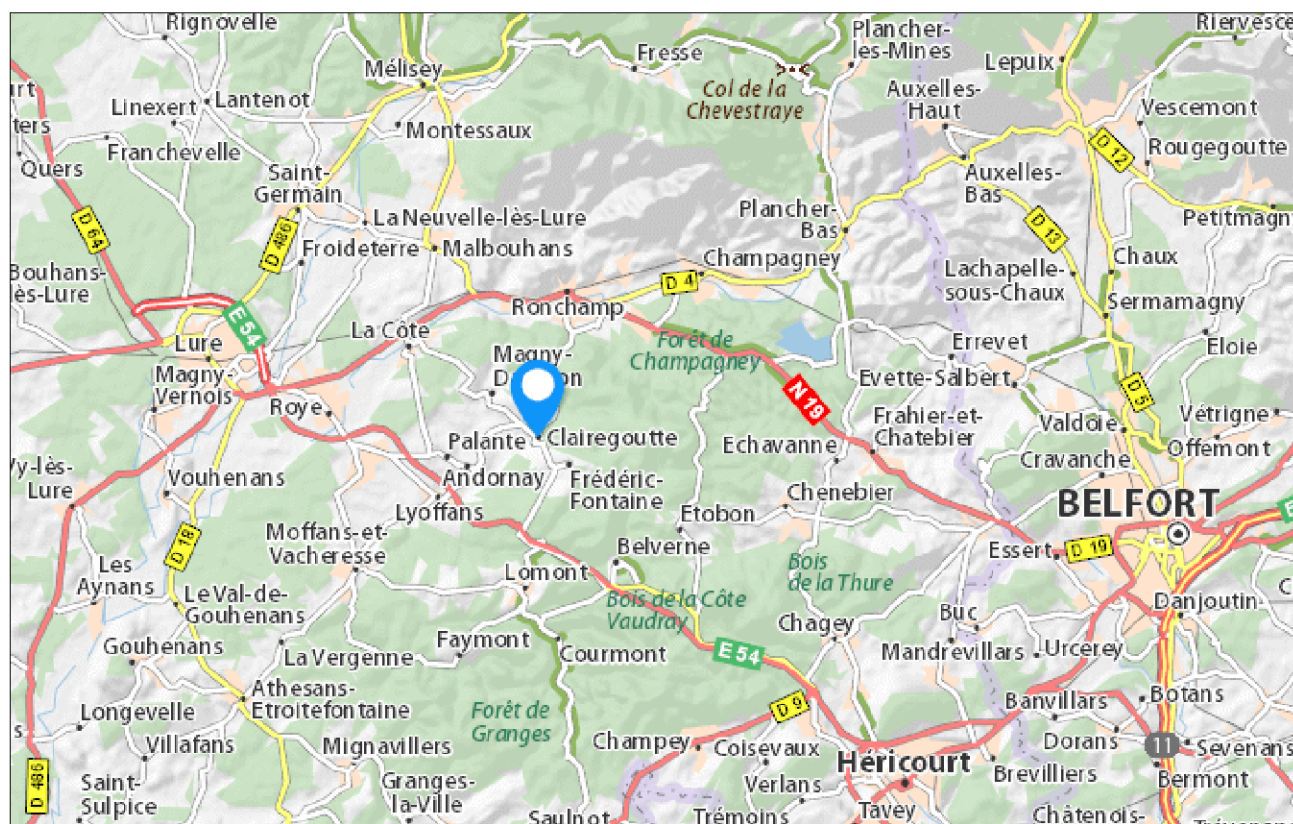 Rignovelle
Fresse
Plancher-
les-Mines
Riervesce
Lepuix
Mélisey
Col de la
Chevestraye
Auxelles-
Haut
Linexert
Lantenot
Vescemont
Montessaux
Franchevelle
D 12
Rougegoutte
Quers
Saint-
Germain
Auxelles-
Bas
D 64
D 486
La Neuvelle-lès-Lure
Plancher-
Bas
D 13
Petitmagn
Froideterre
Malbouhans
Champagney
Chaux
Bouhans-
lès-Lure
D 4
Lachapelle-
sous-Chaux
Ronchamp
Sermamagny
E 54
La Côte
Lure
Forêt de
Champagney
Errevet
Eloie
Magny-
Vernois
Magny-
Evette-Salbert
N 19
D 5
Roye
Frahier-et-
Chatebier
Valdoie
Vétrigne
Palante
Clairegoutte
Echavanne
Offemont
Vy-lès-
Lure
Andornay
Cravanche
Vouhenans
Frédéric-
Fontaine
Chenebier
BELFORT
Lyoffans
Etobon
Moffans-et-
Vacheresse
D 18
Belverne
Essert
D 19
Les
Aynans
Lomont
Bois
de la Thure
Le Val-de-
Gouhenans
Bois de la Côte
Vaudray
Buc
Danjoutin
Gouhenans
Faymont
Chagey
La Vergenne
Courmont
E 54
Mandrevillars
Urcerey
Athesans-
Etroitefontaine
Banvillars
Botans
Longevelle
Forêt de
Granges
D 9
Villafans
Mignavillers
Champey
Coisevaux
Dorans
11
Sevenans
Héricourt
D 486
Saint-
Sulpice
Granges-
la-Ville
Verlans
Brevilliers
Bermont
Saulnot
Trémoins
Tavey
Châtenois-